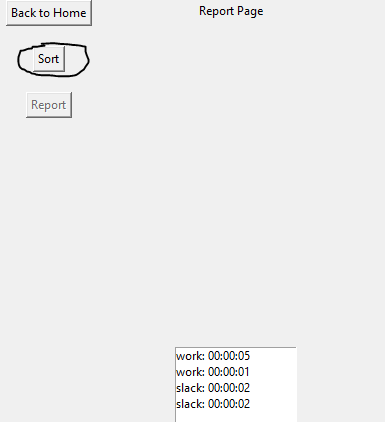 Back to Home
Report Page
Sort
Report
work: 00:00:05
work: 00:00:01
slack: 00:00:02
slack: 00:00:02